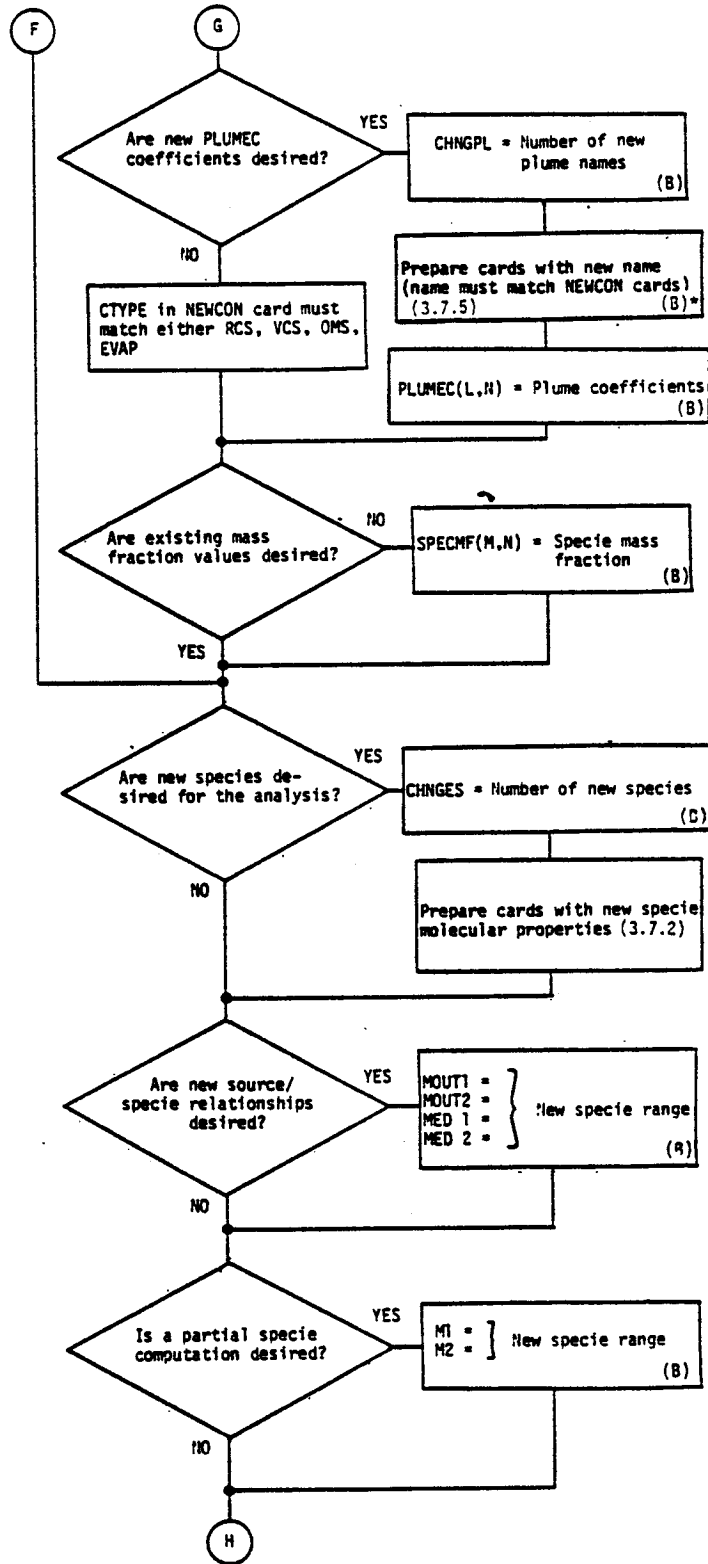 F
G
Are new PLUMEC
coefficients desired?
YES
CHNGPL = Number of new
plume names
(B)
NO
Prepare cards with new name
(name must match NEWCON cards)
(3.7.5) (B)*
CTYPE in NEWCON card must
match either RCS, VCS, OMS,
EVAP
PLUMEC(L,N) = Plume coefficients
(B)
Are existing mass
fraction values desired?
NO
SPECMF(M,N) = Specie mass
fraction
(B)
YES
Are new species de-
sired for the analysis?
YES
CHNGES = Number of new species
(B)
NO
Prepare cards with new specie
molecular properties (3.7.2)
Are new source/
specie relationships
desired?
YES
MOUT1 =
MOUT2 =
MED 1 =
MED 2 =
New specie range
(B)
NO
Is a partial specie
computation desired?
YES
M1 =
M2 =
New specie range
(B)
NO
H